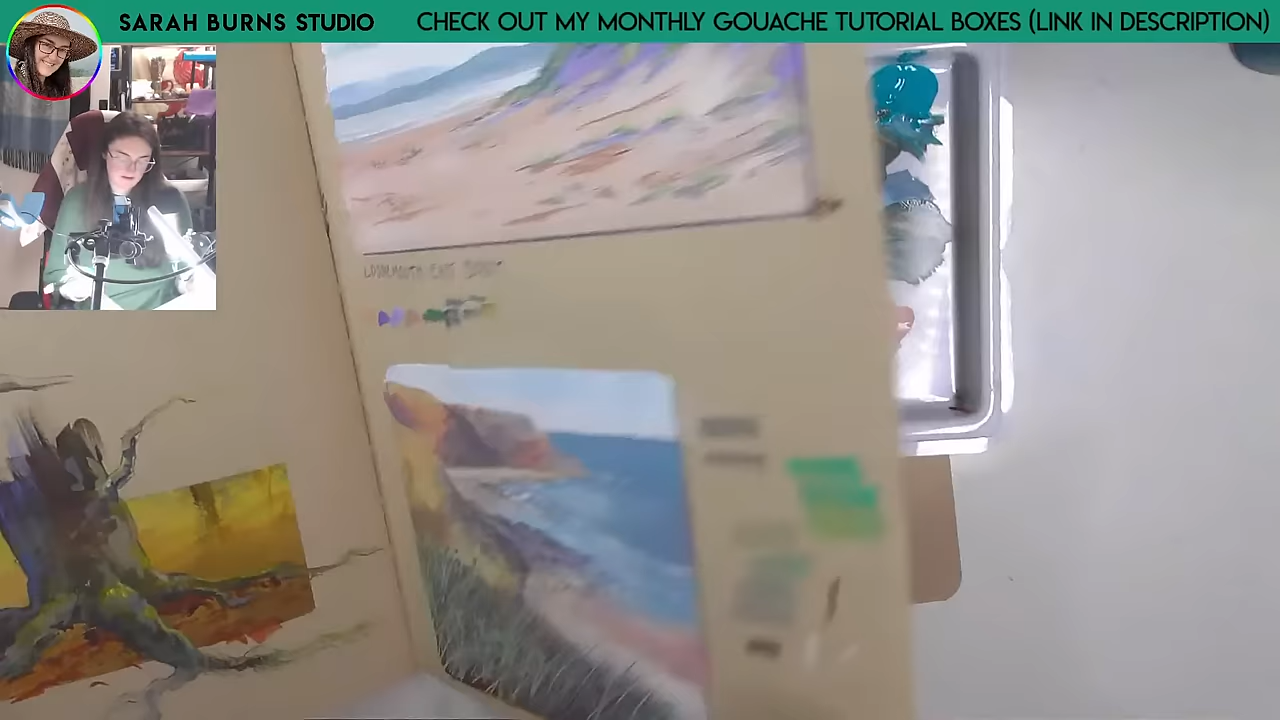 SARAH BURNS STUDIO
CHECK OUT MY MONTHLY GOUACHE TUTORIAL BOXES (LINK IN DESCRIPTION)